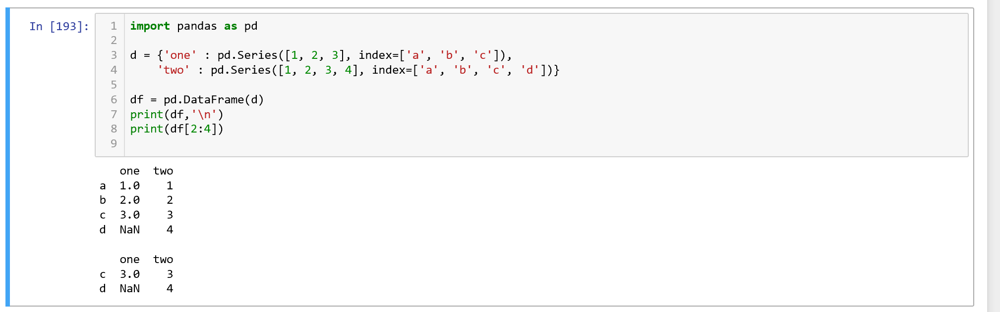 In [193]:
1 import pandas as pd
2
3 d = {'one' : pd.Series([1, 2, 3], index=['a', 'b', 'c']),
4     'two' : pd.Series([1, 2, 3, 4], index=['a', 'b', 'c', 'd'])}
5
6 df = pd.DataFrame(d)
7 print(df,'\n')
8 print(df[2:4])
9
   one  two
a  1.0    1
b  2.0    2
c  3.0    3
d  NaN    4
   one  two
c  3.0    3
d  NaN    4